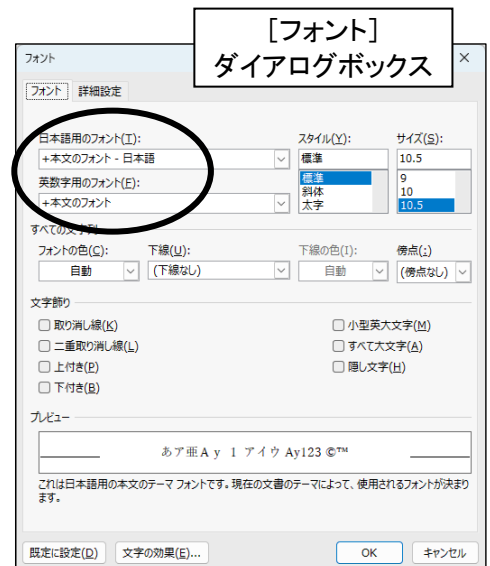 [フォント]
ダイアログボックス
フォント ×
フォント 詳細設定
日本語用のフォント(T): スタイル(Y): サイズ(S):
+本文のフォント - 日本語 標準 10.5
英数字用のフォント(F): 標準 9
斜体 10
+本文のフォント 太字 10.5
すべての文字列
フォントの色(C): 下線(U): 下線の色(I): 傍点(:)
自動 (下線なし) 自動 (傍点なし)
文字飾り
取り消し線(K) 小型英大文字(M)
二重取り消し線(L) すべて大文字(A)
上付き(P) 隠し文字(H)
下付き(B)
プレビュー
あア亜Ay 1 アイウ Ay123 ©™
これは日本語用の本文のテーマ フォントです。現在の文書のテーマによって、使用されるフォントが決まり
ます。
既定に設定(D) 文字の効果(E)... OK キャンセル